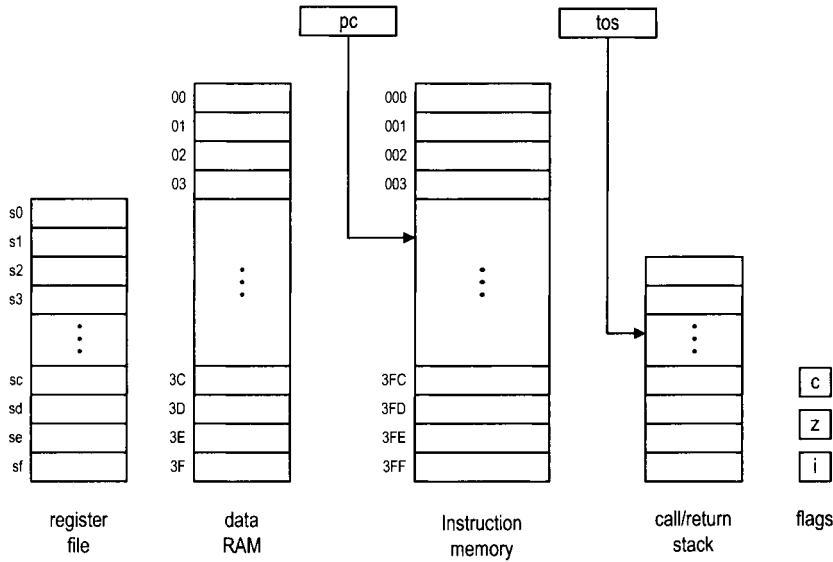 pc
tos
00
01
02
03
000
001
002
003
s0
s1
s2
s3
sc
sd
se
sf
3C
3D
3E
3F
3FC
3FD
3FE
3FF
c
z
i
register
file
data
RAM
Instruction
memory
call/return
stack
flags